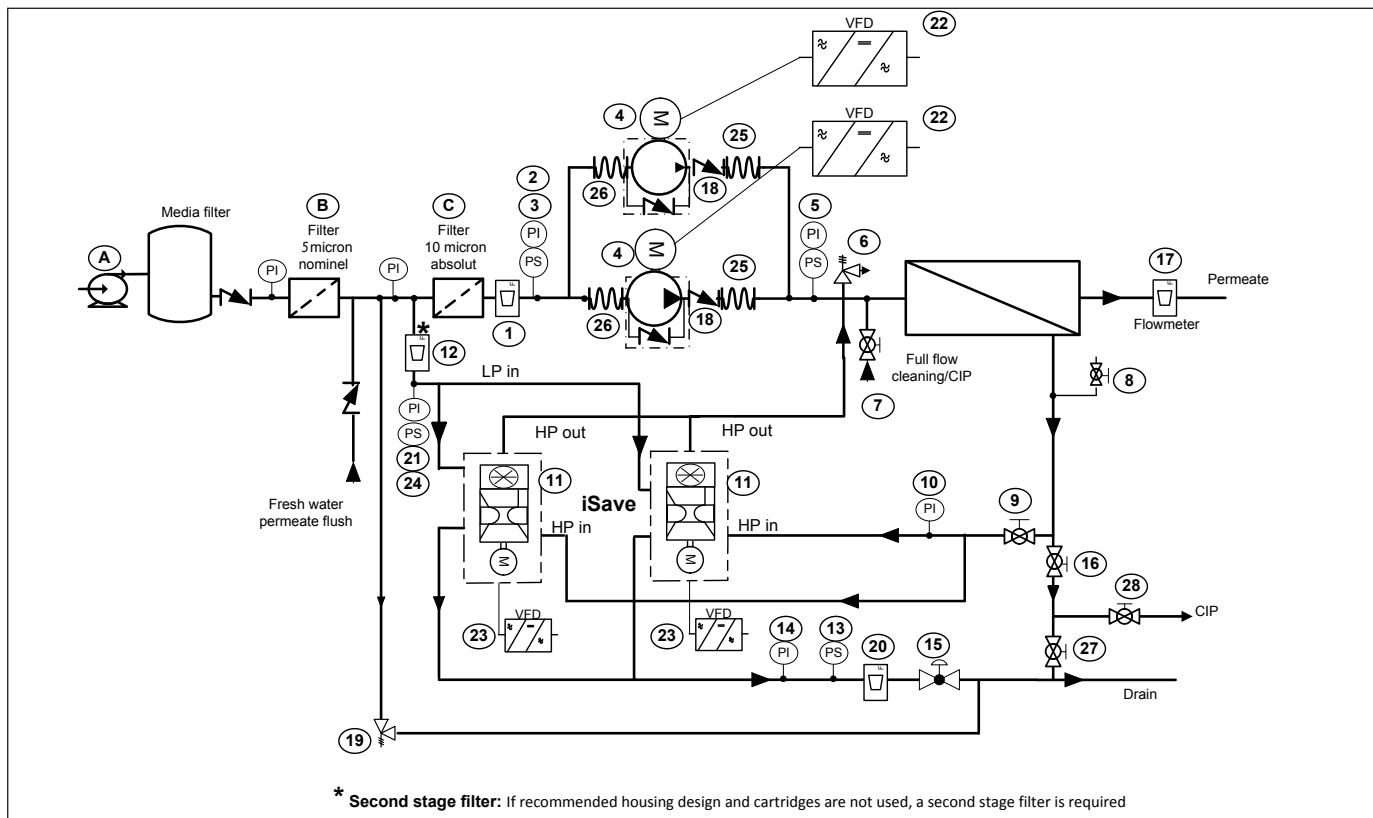 VFD
22
VFD
22
4
M
25
18
26
4
M
25
18
26
2
3
PI
PS
5
PI
PS
6
A
Media filter
PI
B
Filter
5 micron
nominel
PI
C
Filter
10 micron
absolut
F
1
17
F
Flowmeter
Permeate
*
F
12
LP in
PI
PS
21
24
Full flow
cleaning/CIP
7
8
HP out
HP out
11
11
iSave
HP in
HP in
M
M
10
PI
9
16
28
CIP
27
Fresh water
permeate flush
23
VFD
23
VFD
14
PI
13
PS
20
F
15
Drain
19
* Second stage filter: If recommended housing design and cartridges are not used, a second stage filter is required